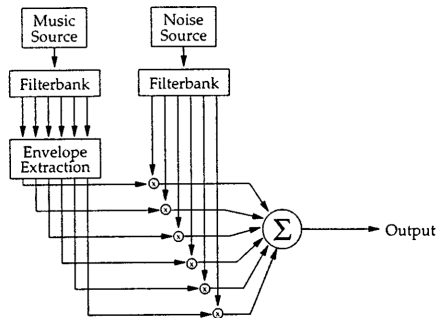 Music
Source
Noise
Source
Filterbank
Filterbank
Envelope
Extraction
x
x
x
x
x
x
Σ
Output